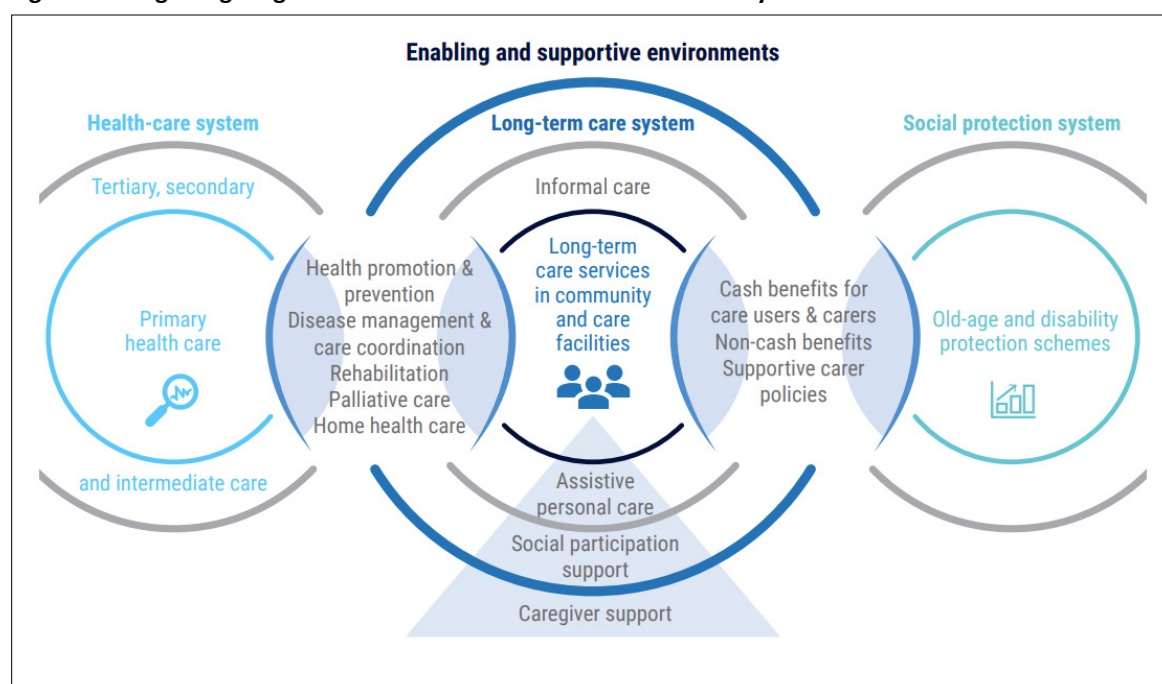 Enabling and supportive environments
Health-care system
Long-term care system
Social protection system
Tertiary, secondary
Primary
health care
and intermediate care
Health promotion &
prevention
Disease management &
care coordination
Rehabilitation
Palliative care
Home health care
Informal care
Long-term
care services
in community
and care
facilities
Assistive
personal care
Social participation
support
Caregiver support
Cash benefits for
care users & carers
Non-cash benefits
Supportive carer
policies
Old-age and disability
protection schemes